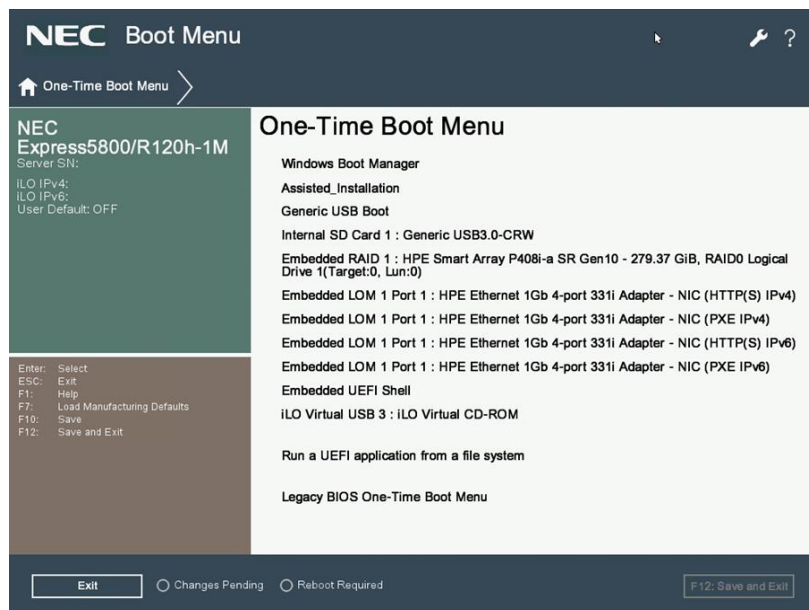 NEC Boot Menu
?
One-Time Boot Menu
NEC
Express5800/R120h-1M
Server SN:
iLO IPv4:
iLO IPv6:
User Default: OFF
Enter: Select
ESC: Exit
F1: Help
F7: Load Manufacturing Defaults
F10: Save
F12: Save and Exit
One-Time Boot Menu
Windows Boot Manager
Assisted_Installation
Generic USB Boot
Internal SD Card 1 : Generic USB3.0-CRW
Embedded RAID 1 : HPE Smart Array P408i-a SR Gen10 - 279.37 GiB, RAID0 Logical
Drive 1(Target:0, Lun:0)
Embedded LOM 1 Port 1 : HPE Ethernet 1Gb 4-port 331i Adapter - NIC (HTTP(S) IPv4)
Embedded LOM 1 Port 1 : HPE Ethernet 1Gb 4-port 331i Adapter - NIC (PXE IPv4)
Embedded LOM 1 Port 1 : HPE Ethernet 1Gb 4-port 331i Adapter - NIC (HTTP(S) IPv6)
Embedded LOM 1 Port 1 : HPE Ethernet 1Gb 4-port 331i Adapter - NIC (PXE IPv6)
Embedded UEFI Shell
iLO Virtual USB 3 : iLO Virtual CD-ROM
Run a UEFI application from a file system
Legacy BIOS One-Time Boot Menu
Exit
Changes Pending
Reboot Required
F12: Save and Exit